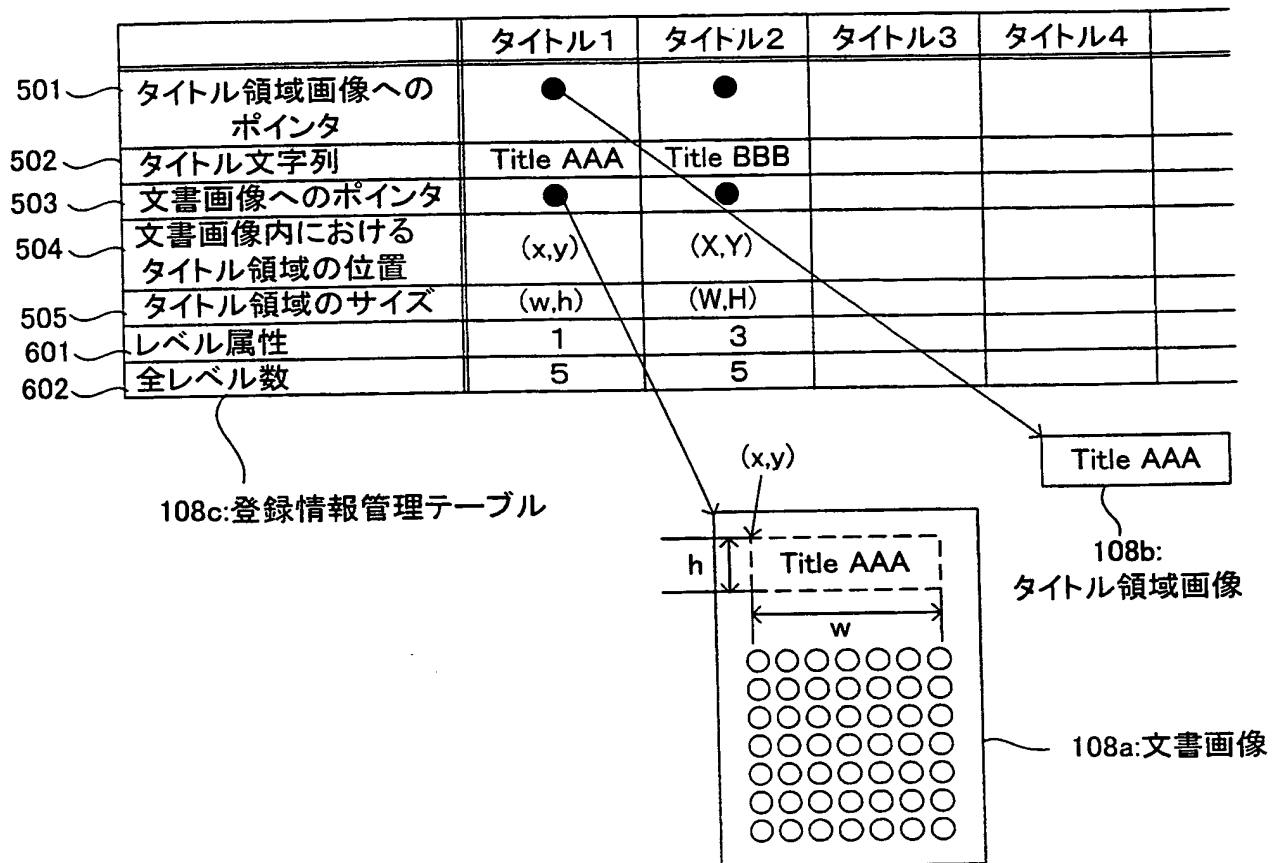 タイトル1 タイトル2 タイトル3 タイトル4
501 タイトル領域画像への
ポインタ
502 タイトル文字列 Title AAA Title BBB
503 文書画像へのポインタ
504 文書画像内における
タイトル領域の位置 (x,y) (X,Y)
505 タイトル領域のサイズ (w,h) (W,H)
601 レベル属性 1 3
602 全レベル数 5 5
108c:登録情報管理テーブル
Title AAA
108b:
タイトル領域画像
(x,y)
h Title AAA
w
108a:文書画像